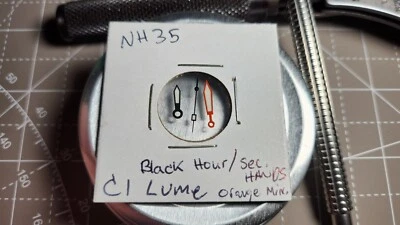 NH35
Black Hour/Sec.
HANDS
C1 Lume orange Min.